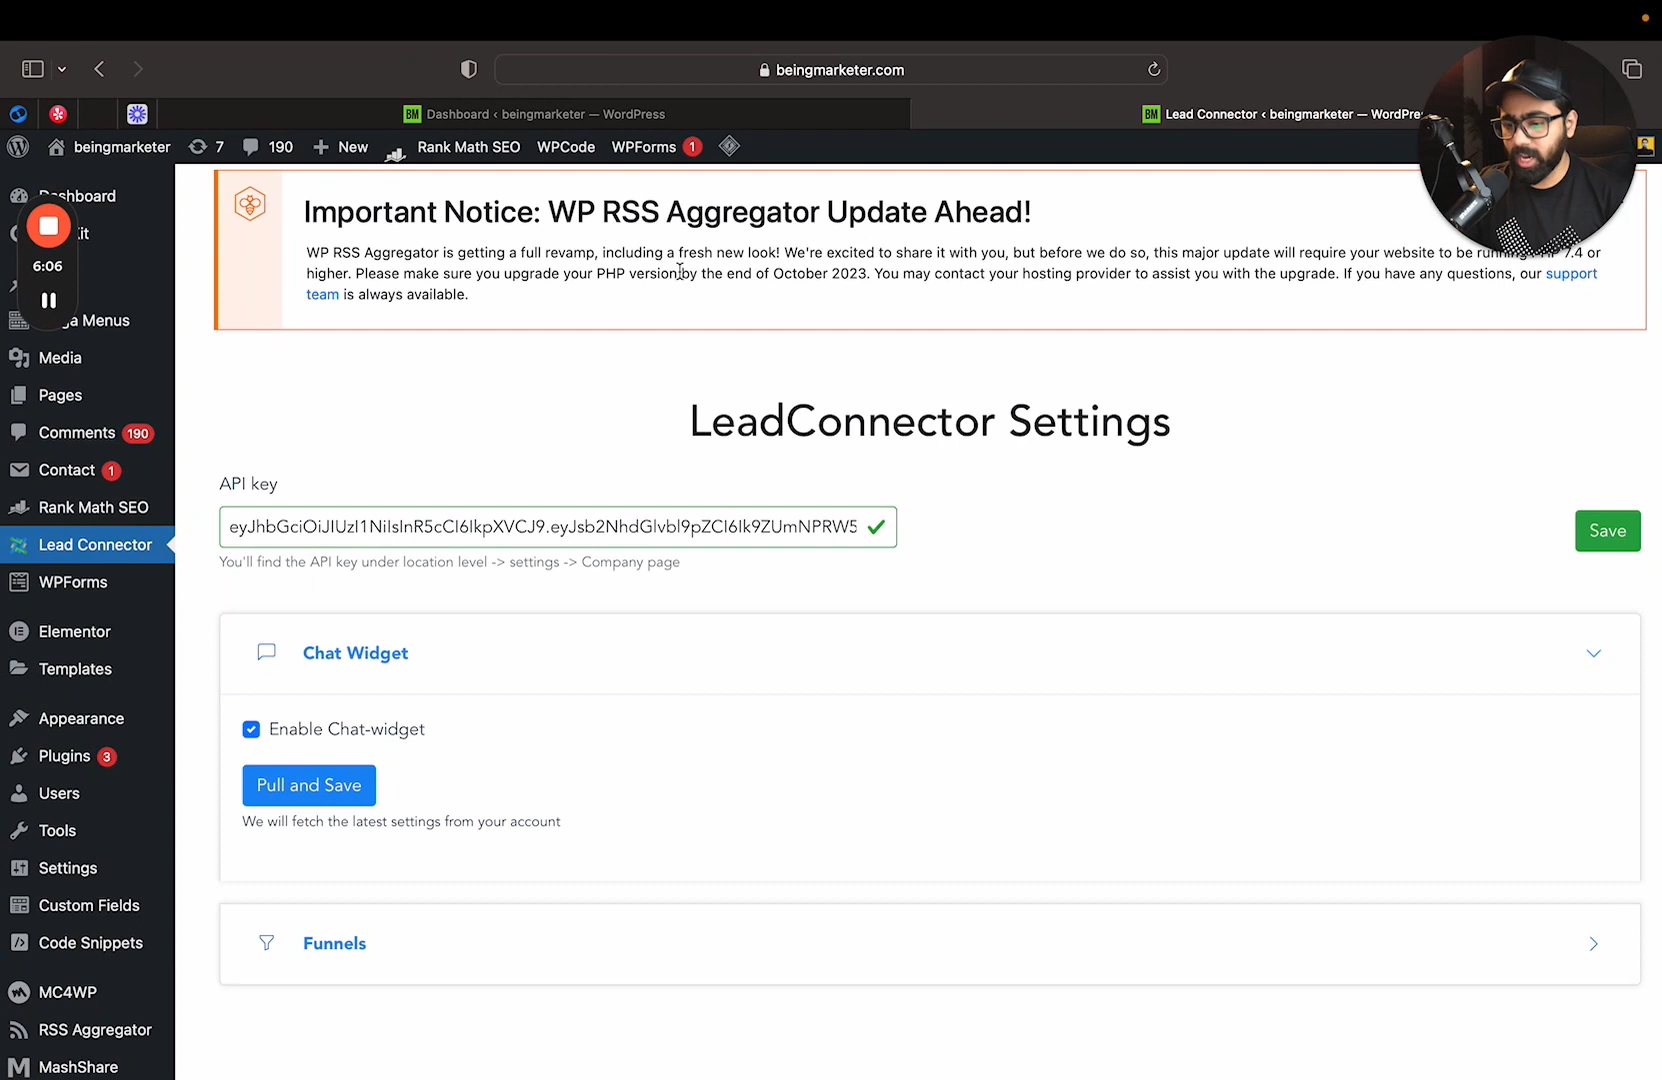 beingmarketer.com
BM Dashboard ‹ beingmarketer — WordPress
BM Lead Connector ‹ beingmarketer —
beingmarketer 7 190 New Rank Math SEO WPCode WPForms 1
Dashboard
6:06
Menus
Media
Pages
Comments 190
Contact 1
Rank Math SEO
Lead Connector
WPForms
Elementor
Templates
Appearance
Plugins 3
Users
Tools
Settings
Custom Fields
Code Snippets
MC4WP
RSS Aggregator
MashShare
Important Notice: WP RSS Aggregator Update Ahead!
WP RSS Aggregator is getting a full revamp, including a fresh new look! We're excited to share it with you, but before we do so, this major update will require your website to be 7.4 or
higher. Please make sure you upgrade your PHP version by the end of October 2023. You may contact your hosting provider to assist you with the upgrade. If you have any questions, our support
team is always available.
LeadConnector Settings
API key
eyJhbGciOiJIUzI1NiIsInR5cCI6IkpXVCJ9.eyJsb2NhdGlvbl9pZCI6Ik9ZUmNPRW5
Save
You'll find the API key under location level -> settings -> Company page
Chat Widget
Enable Chat-widget
Pull and Save
We will fetch the latest settings from your account
Funnels